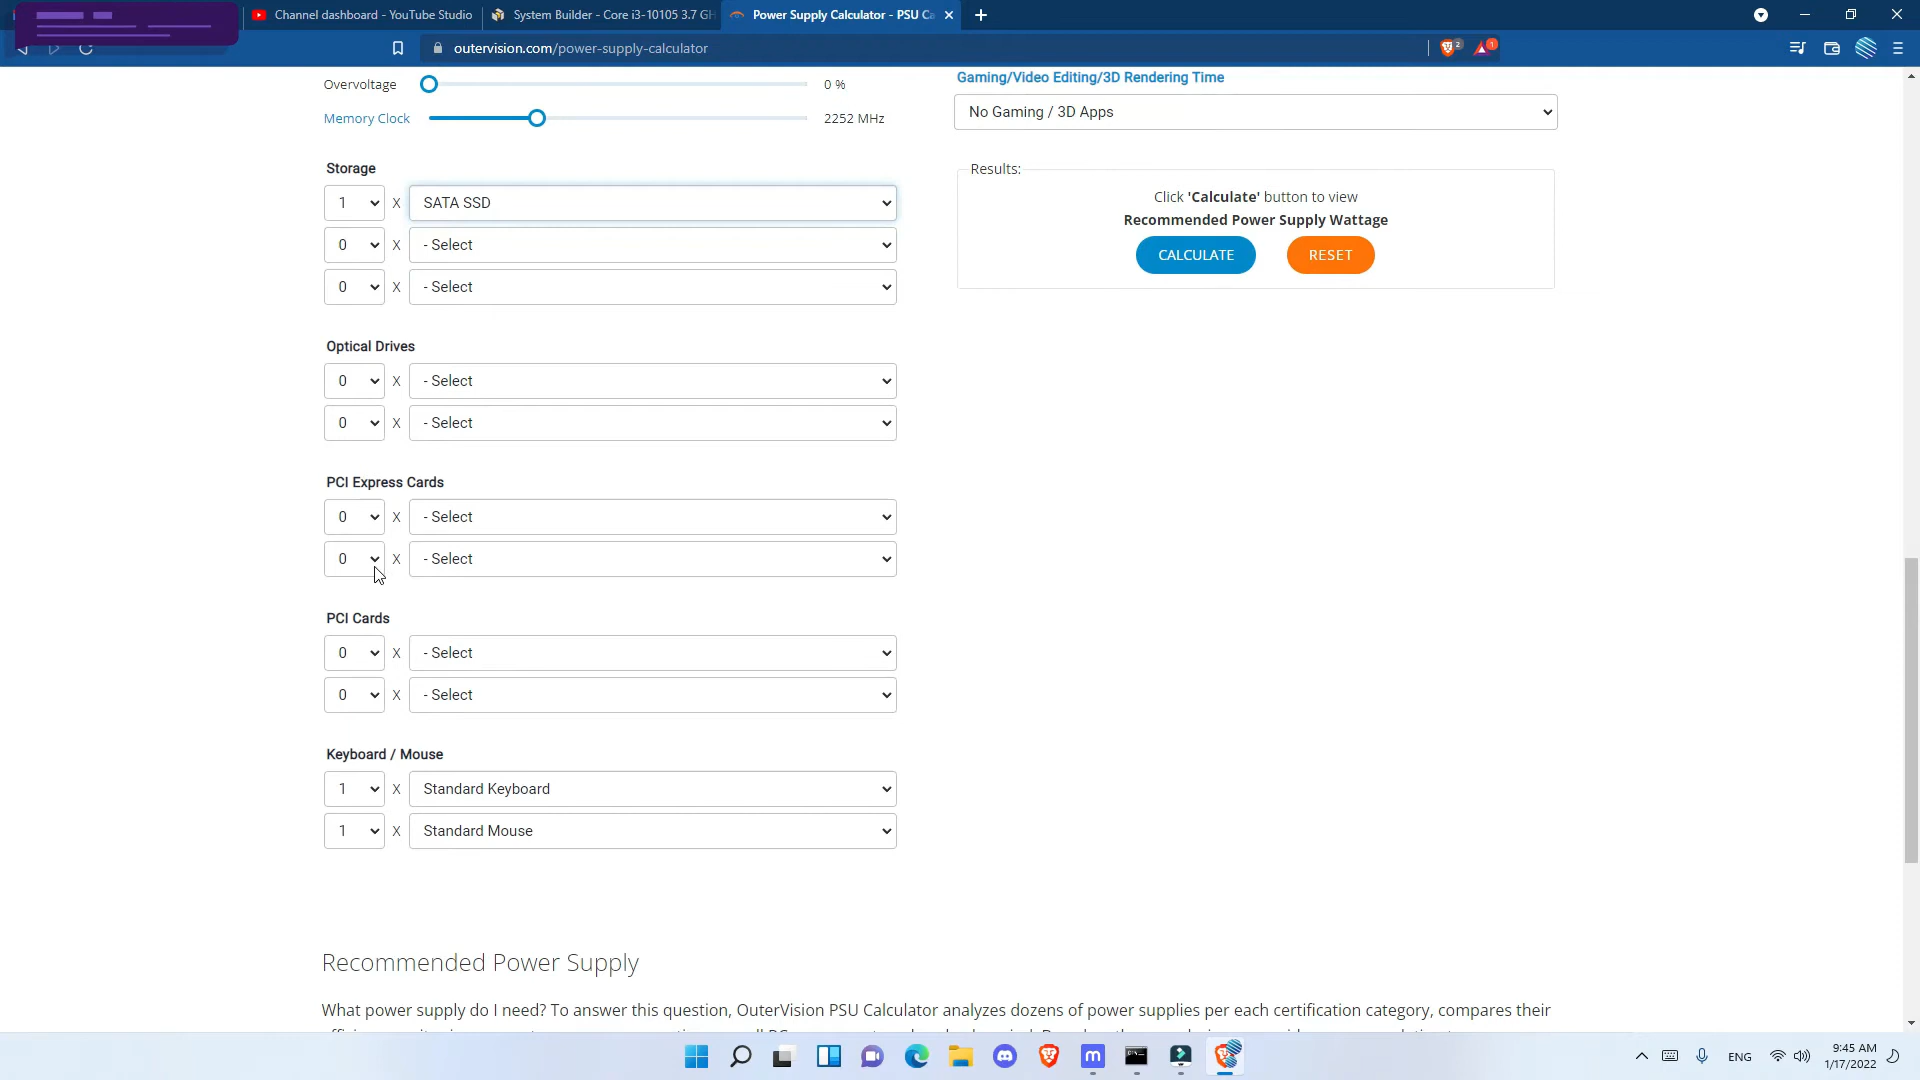 Channel dashboard - YouTube Studio
System Builder - Core i3-10105 3.7 GH
Power Supply Calculator - PSU Ca
outervision.com/power-supply-calculator
2
1
Overvoltage
0 %
Memory Clock
2252 MHz
Gaming/Video Editing/3D Rendering Time
No Gaming / 3D Apps
Storage
1 X SATA SSD
0 X - Select
0 X - Select
Results:
Click 'Calculate' button to view
Recommended Power Supply Wattage
CALCULATE
RESET
Optical Drives
0 X - Select
0 X - Select
PCI Express Cards
0 X - Select
0 X - Select
PCI Cards
0 X - Select
0 X - Select
Keyboard / Mouse
1 X Standard Keyboard
1 X Standard Mouse
Recommended Power Supply
What power supply do I need? To answer this question, OuterVision PSU Calculator analyzes dozens of power supplies per each certification category, compares their
ENG
9:45 AM
1/17/2022